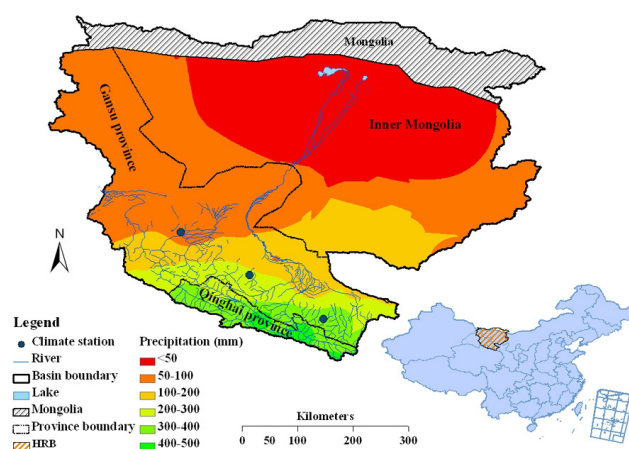 Mongolia
Gansu province
Inner Mongolia
N
Qinghai province
Legend
Climate station
River
Basin boundary
Lake
Mongolia
Province boundary
HRB
Precipitation (mm)
<50
50-100
100-200
200-300
300-400
400-500
Kilometers
0 50 100 200 300